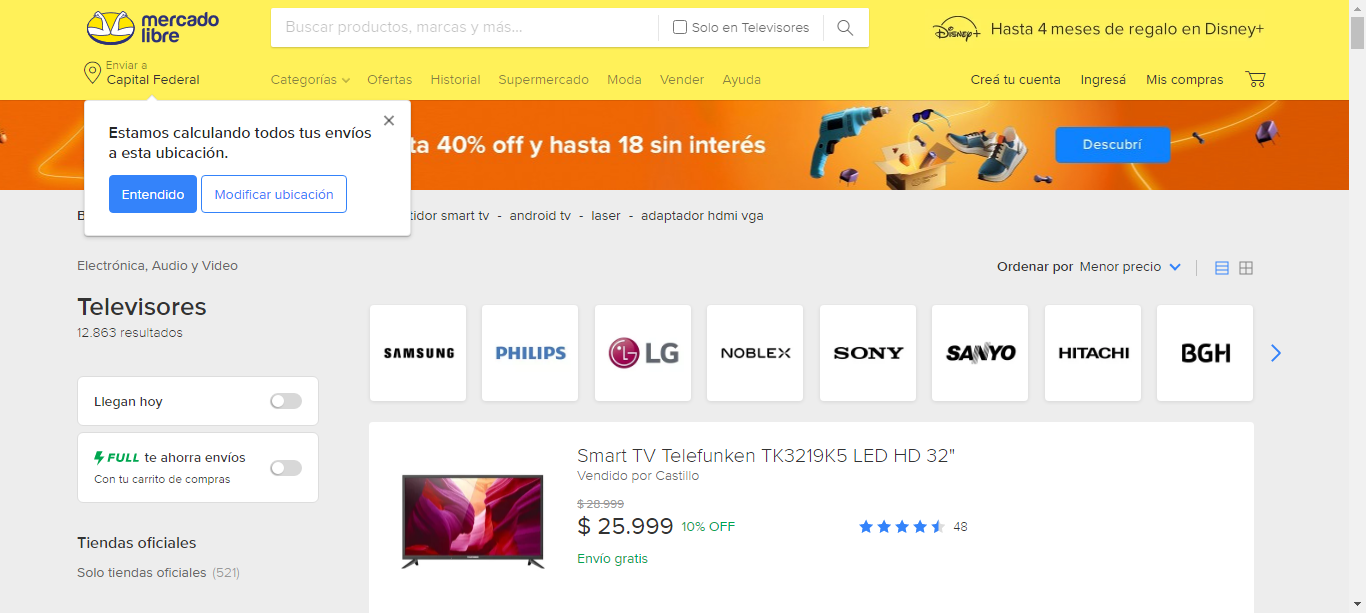 mercado
libre
Buscar productos, marcas y más...
Solo en Televisores
Disney+
Hasta 4 meses de regalo en Disney+
Enviar a
Capital Federal
Categorías
Ofertas
Historial
Supermercado
Moda
Vender
Ayuda
Creá tu cuenta
Ingresá
Mis compras
Estamos calculando todos tus envíos
a esta ubicación.
Entendido
Modificar ubicación
40% off y hasta 18 sin interés
Descubrí
smart tv - android tv - laser - adaptador hdmi vga
Electrónica, Audio y Video
Ordenar por Menor precio
Televisores
12.863 resultados
SAMSUNG
PHILIPS
LG
NOBLEX
SONY
SANYO
HITACHI
BGH
Llegan hoy
FULL te ahorra envíos
Con tu carrito de compras
Smart TV Telefunken TK3219K5 LED HD 32"
Vendido por Castillo
$ 28.999
$ 25.999 10% OFF
48
Envío gratis
Tiendas oficiales
Solo tiendas oficiales (521)